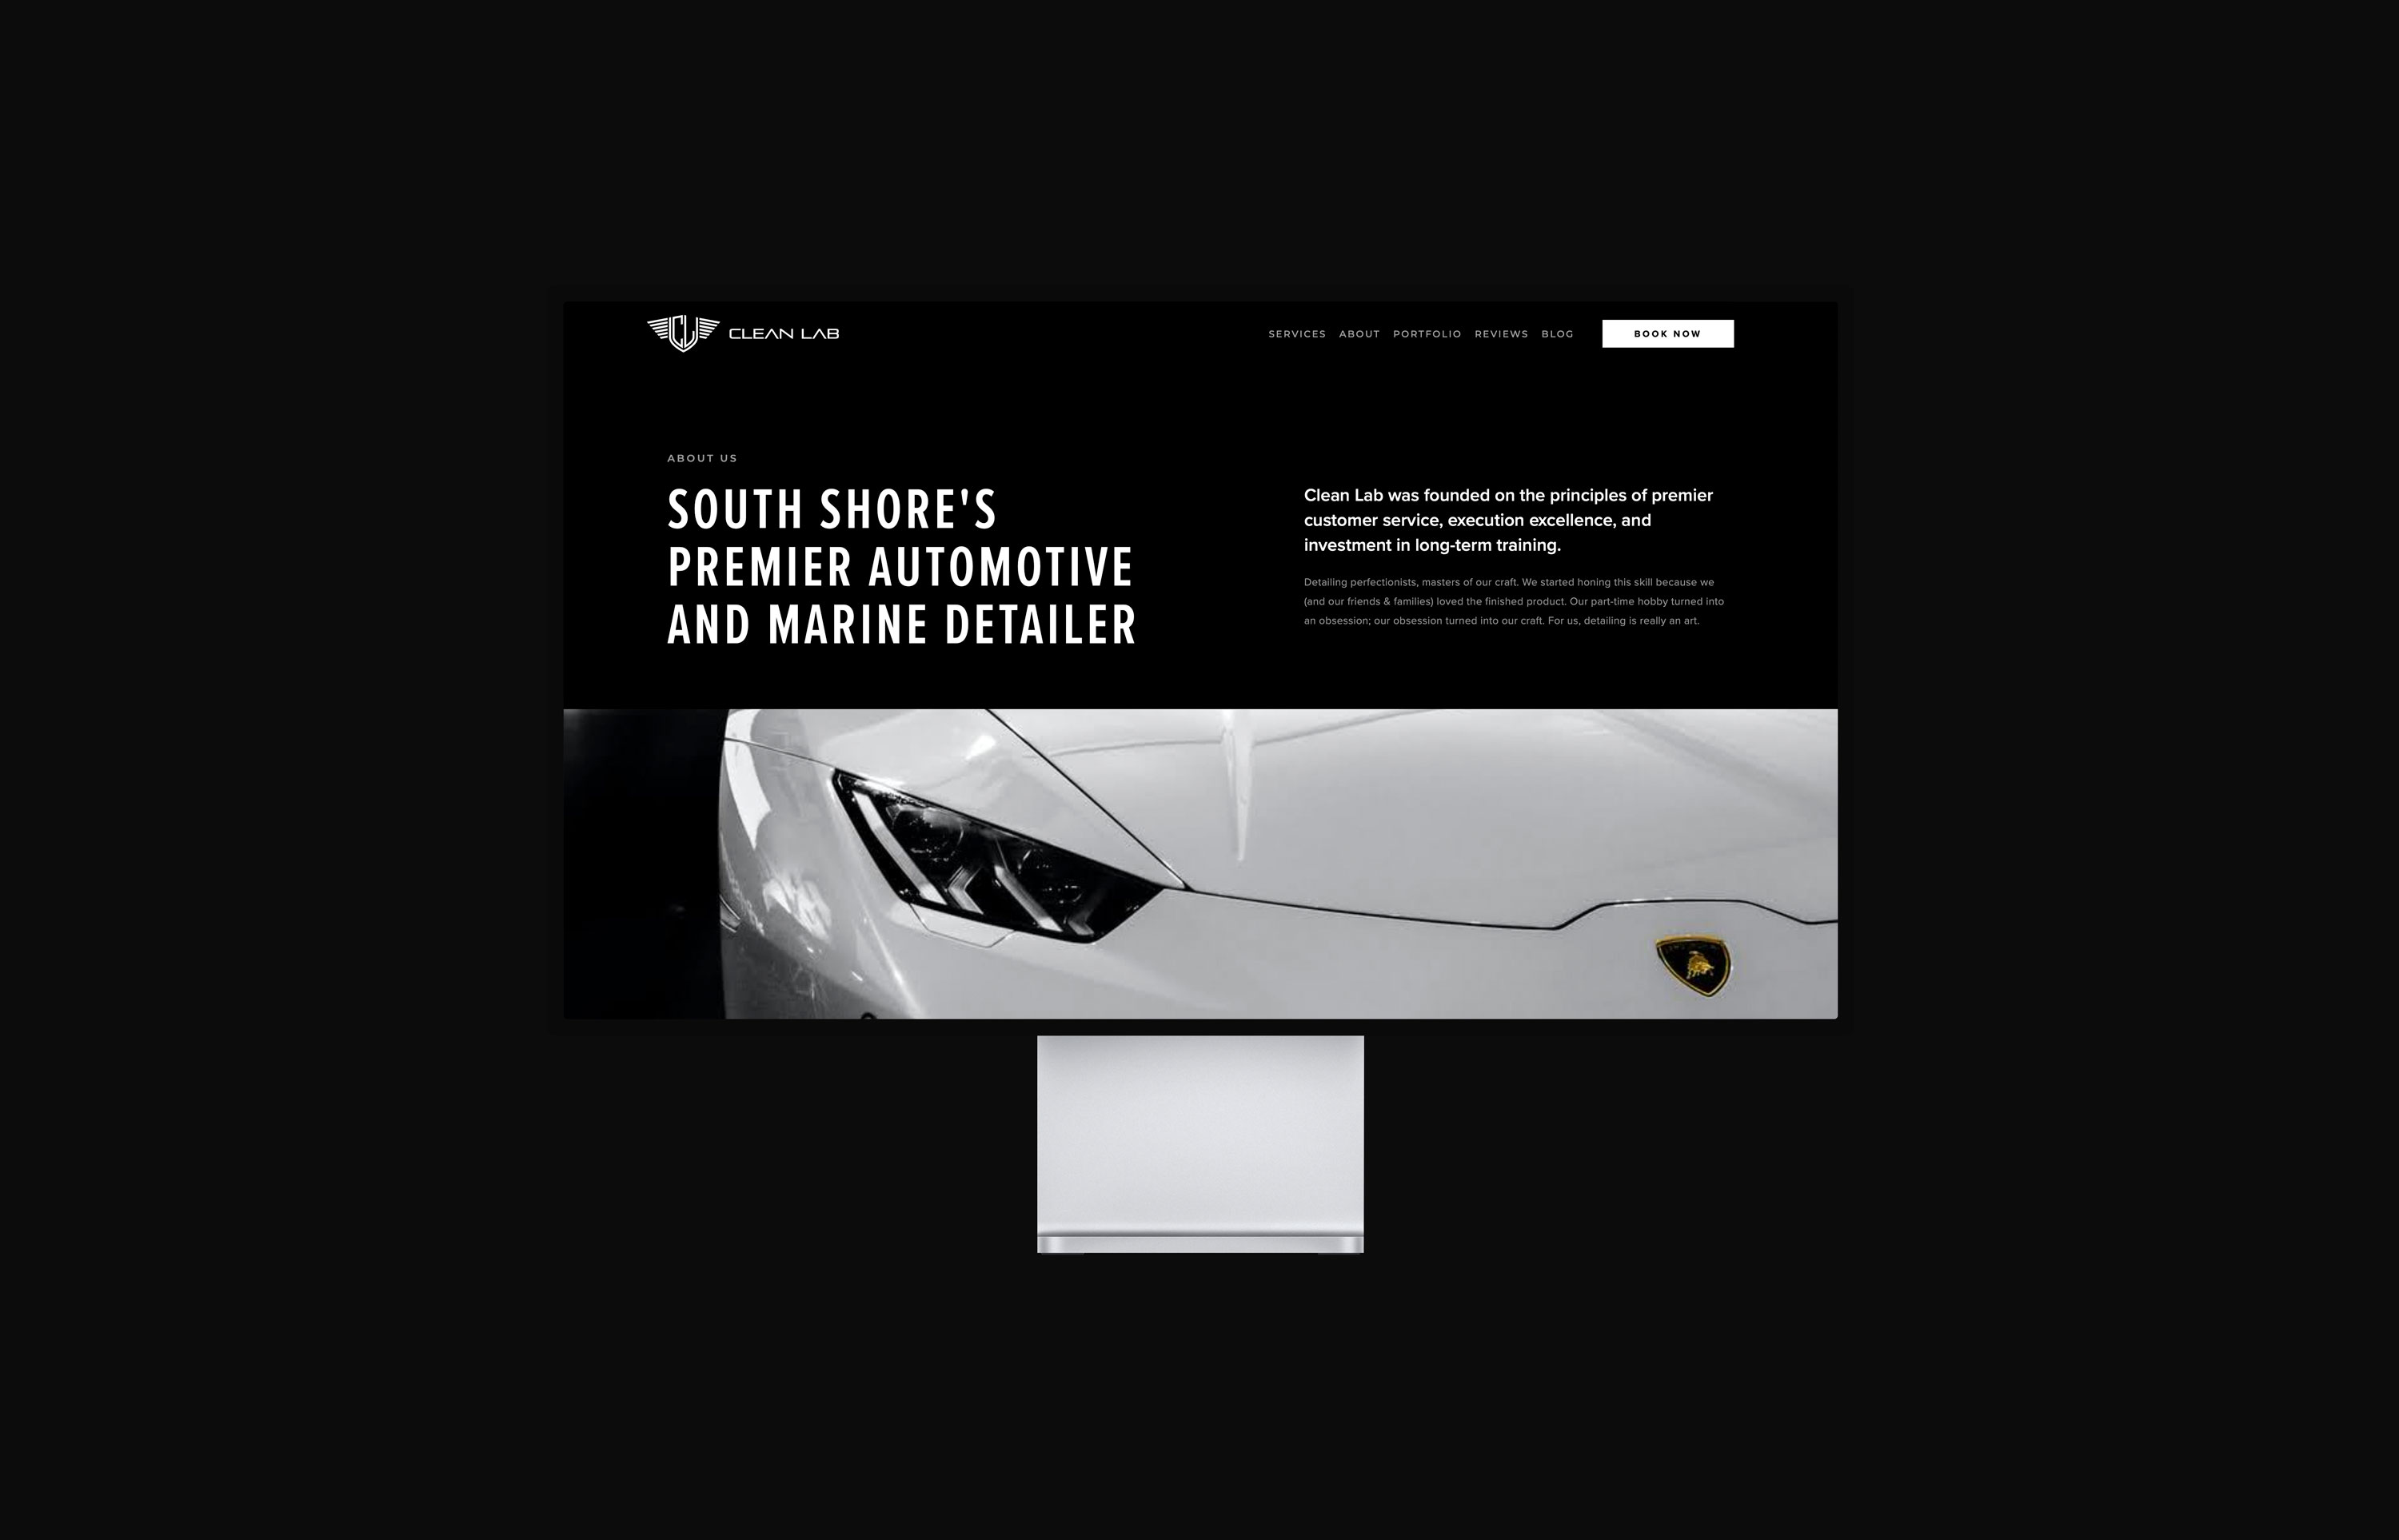 CLEAN LAB
SERVICES ABOUT PORTFOLIO REVIEWS BLOG BOOK NOW
ABOUT US
SOUTH SHORE'S
PREMIER AUTOMOTIVE
AND MARINE DETAILER
Clean Lab was founded on the principles of premier
customer service, execution excellence, and
investment in long-term training.
Detailing perfectionists, masters of our craft. We started honing this skill because we
(and our friends & families) loved the finished product. Our part-time hobby turned into
an obsession; our obsession turned into our craft. For us, detailing is really an art.